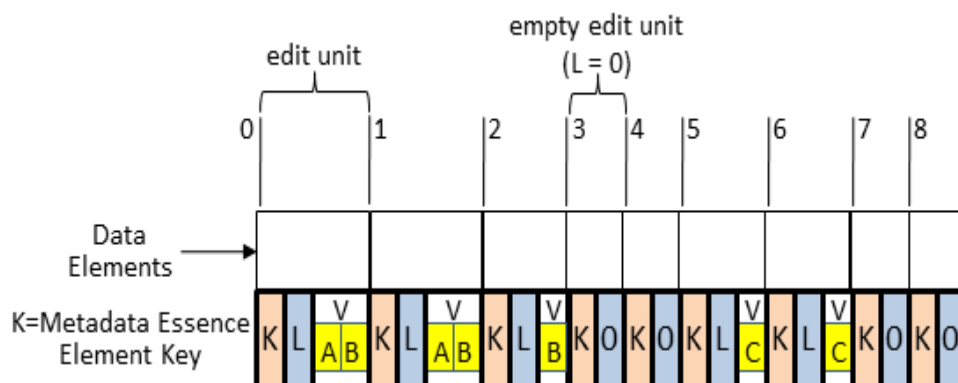 empty edit unit
(L = 0)
edit unit
0 1 2 3 4 5 6 7 8
Data
Elements
V V V V V
K=Metadata Essence
Element Key
K L A B K L A B K L B K 0 K 0 K L C K L C K 0 K 0